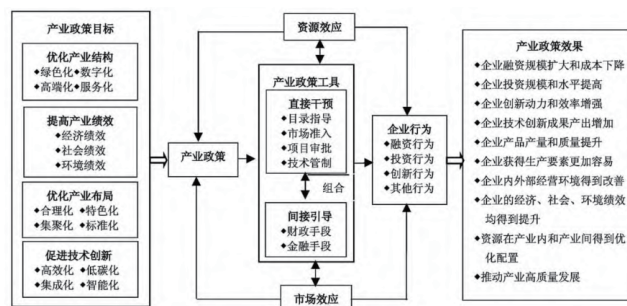 产业政策目标
优化产业结构
◆绿色化◆数字化
◆高端化◆服务化
提高产业绩效
◆经济绩效
◆社会绩效
◆环境绩效
优化产业布局
◆合理化◆特色化
◆集聚化◆标准化
促进技术创新
◆高效化◆低碳化
◆集成化◆智能化
产业政策
资源效应
产业政策工具
直接干预
◆目录指导
◆市场准入
◆项目审批
◆技术管制
组合
间接引导
◆财政手段
◆金融手段
市场效应
企业行为
◆融资行为
◆投资行为
◆创新行为
◆其他行为
产业政策效果
◆企业融资规模扩大和成本下降
◆企业投资规模和水平提高
◆企业创新动力和效率增强
◆企业技术创新成果产出增加
◆企业产品产量和质量提升
◆企业获得生产要素更加容易
◆企业内外部经营环境得到改善
◆企业的经济、社会、环境绩效
均得到提升
◆资源在产业内和产业间得到优
化配置
◆推动产业高质量发展